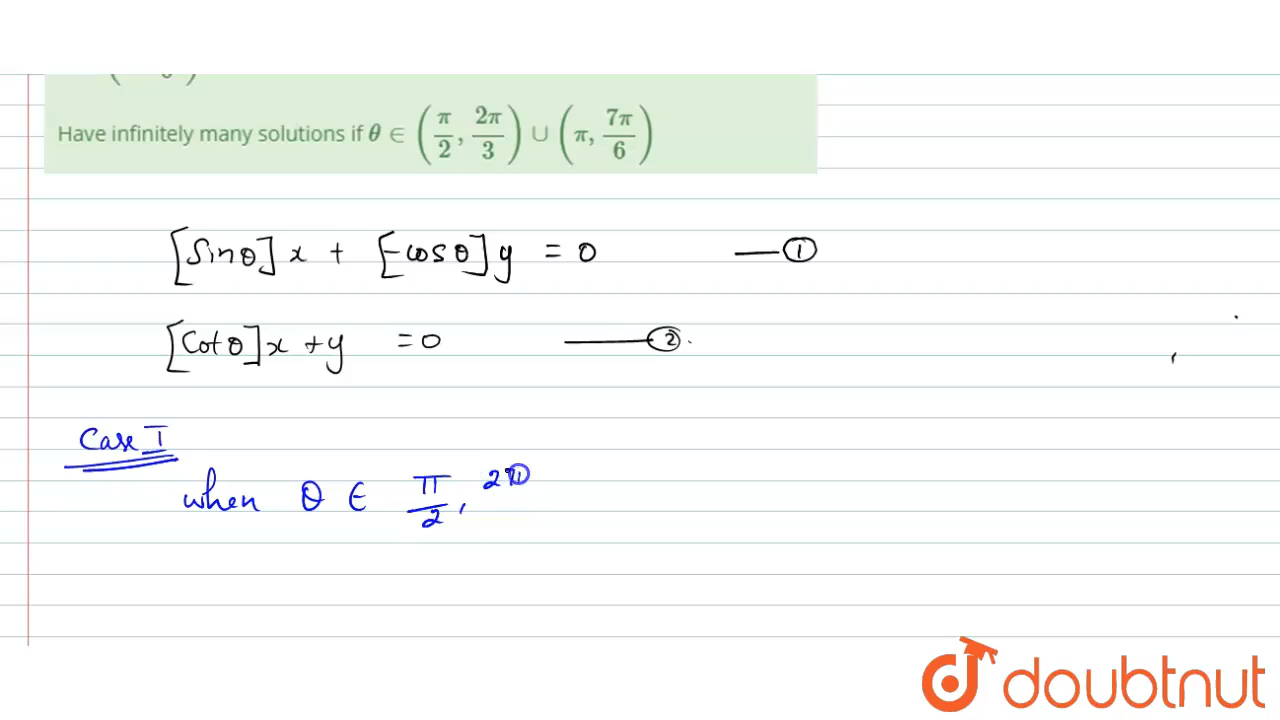 Have infinitely many solutions if θ ∈ (π/2, 2π/3) ∪ (π, 7π/6)
[Sinθ]x + [-cosθ]y = 0 — ①
[Cotθ]x + y = 0 — ②.
Case I
when θ ∈ π/2, 2π
doubtnut